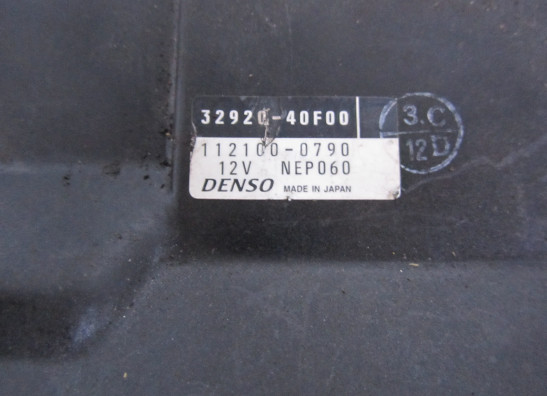 32920-40F00
112100-0790
12V NEP060
DENSO MADE IN JAPAN
3.C
12D